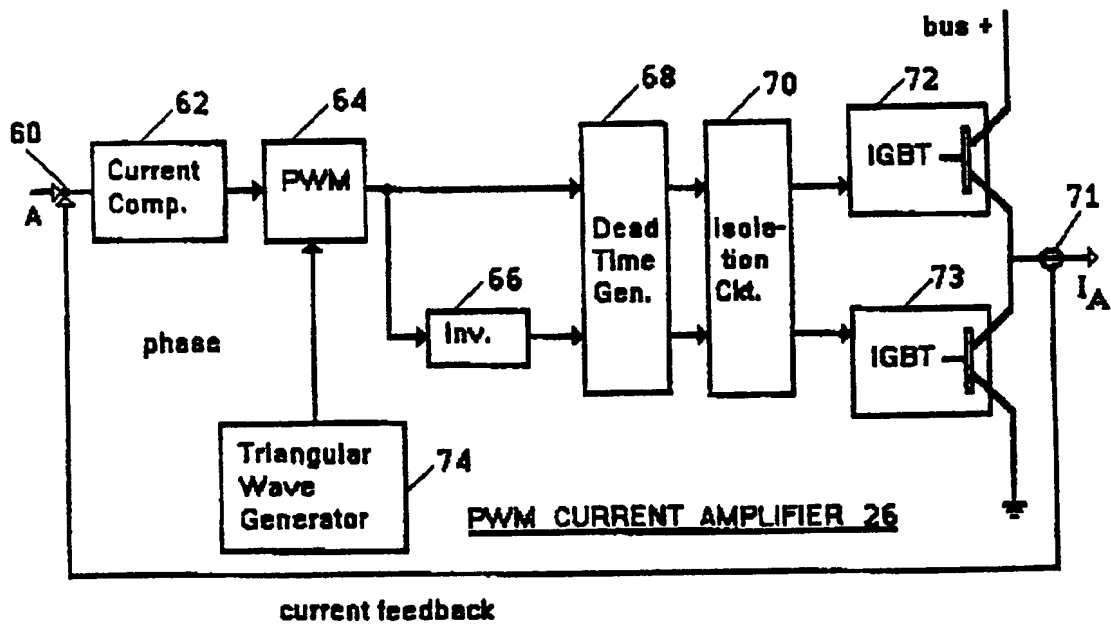 bus +
62
64
68
70
72
60
Current
Comp.
PWM
IGBT
A
71
Dead
Time
Gen.
Isola-
tion
Ckt.
I_A
66
Inv.
73
IGBT
phase
Triangular
Wave
Generator
74
PWM CURRENT AMPLIFIER 26
current feedback